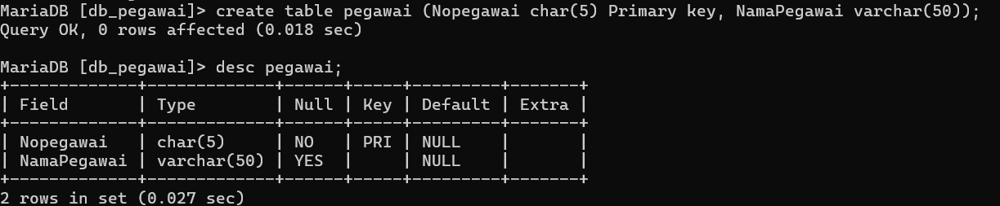 MariaDB [db_pegawai]> create table pegawai (Nopegawai char(5) Primary key, NamaPegawai varchar(50));
Query OK, 0 rows affected (0.018 sec)
MariaDB [db_pegawai]> desc pegawai;
+-------------+-------------+------+-----+---------+-------+
| Field       | Type        | Null | Key | Default | Extra |
+-------------+-------------+------+-----+---------+-------+
| Nopegawai   | char(5)     | NO   | PRI | NULL    |       |
| NamaPegawai | varchar(50) | YES  |     | NULL    |       |
+-------------+-------------+------+-----+---------+-------+
2 rows in set (0.027 sec)